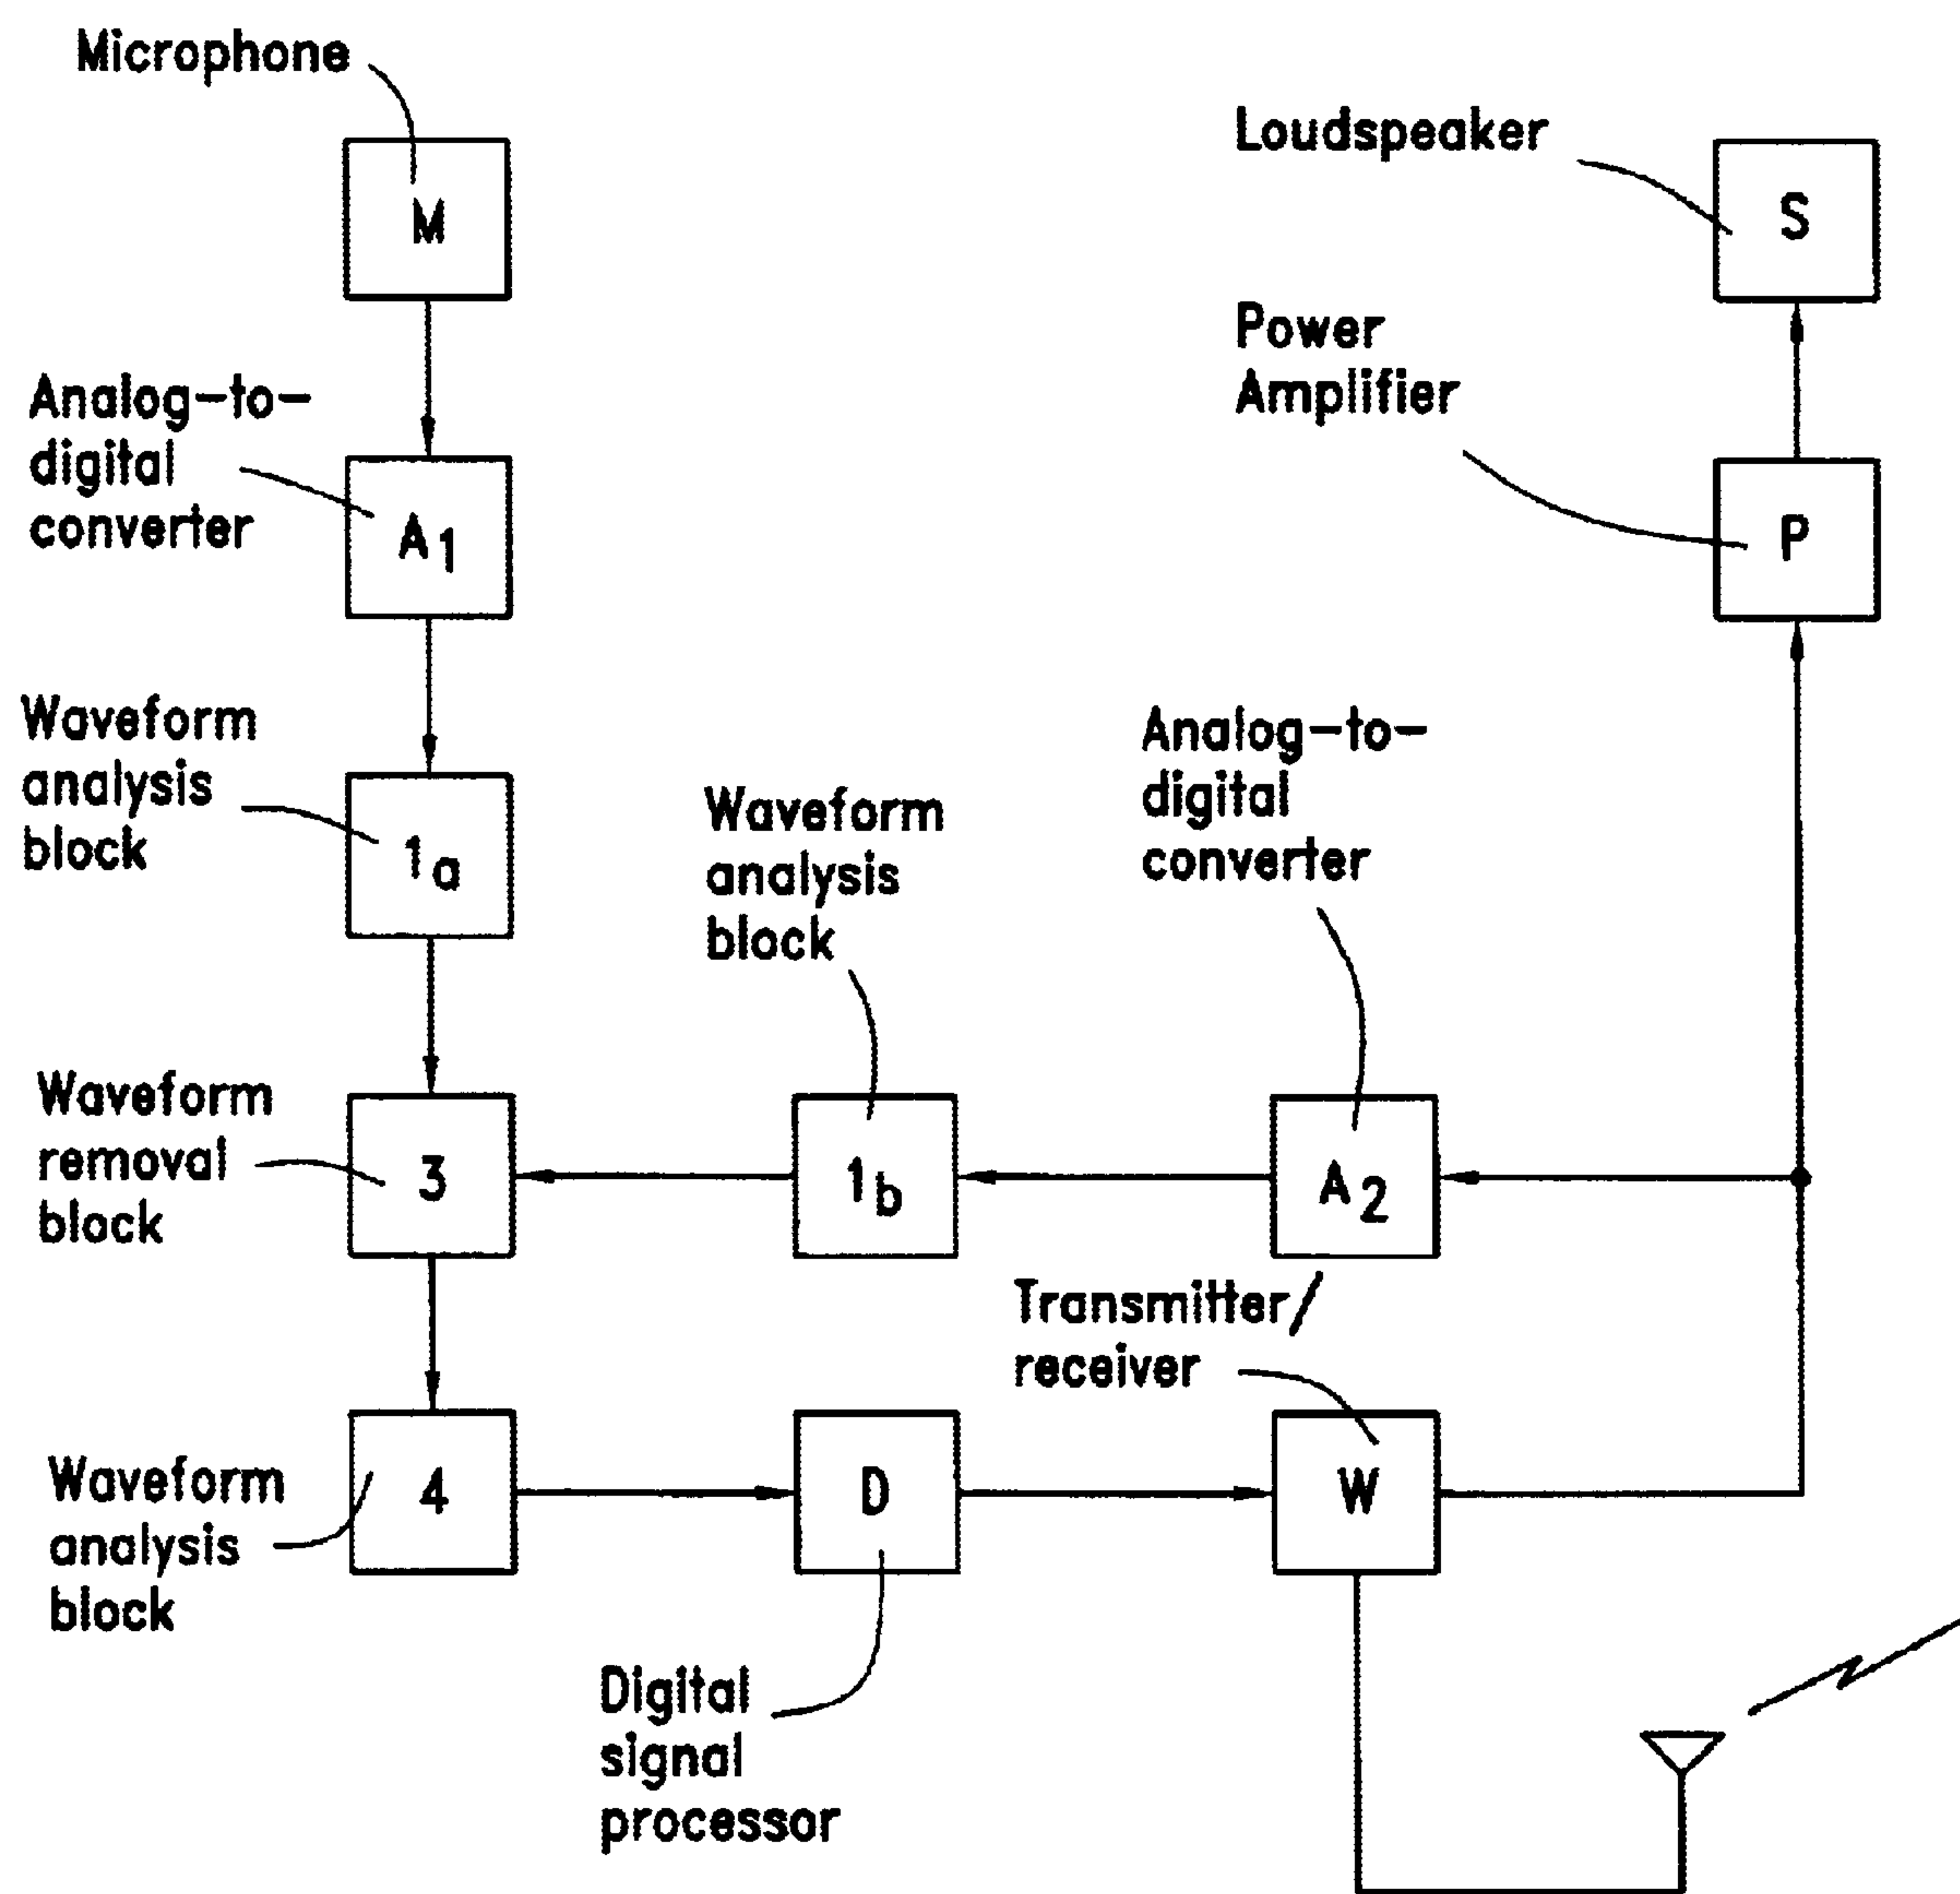 Microphone
M
Loudspeaker
S
Power
Amplifier
P
Analog-to-
digital
converter
A1
Waveform
analysis
block
1a
Waveform
analysis
block
1b
Analog-to-
digital
converter
A2
Waveform
removal
block
3
Transmitter/
receiver
W
Waveform
analysis
block
4
D
Digital
signal
processor